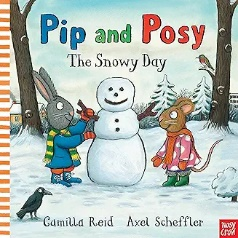 Pip and Posy
The Snowy Day
Camilla Reid Axel Scheffler
NOSY
CROW